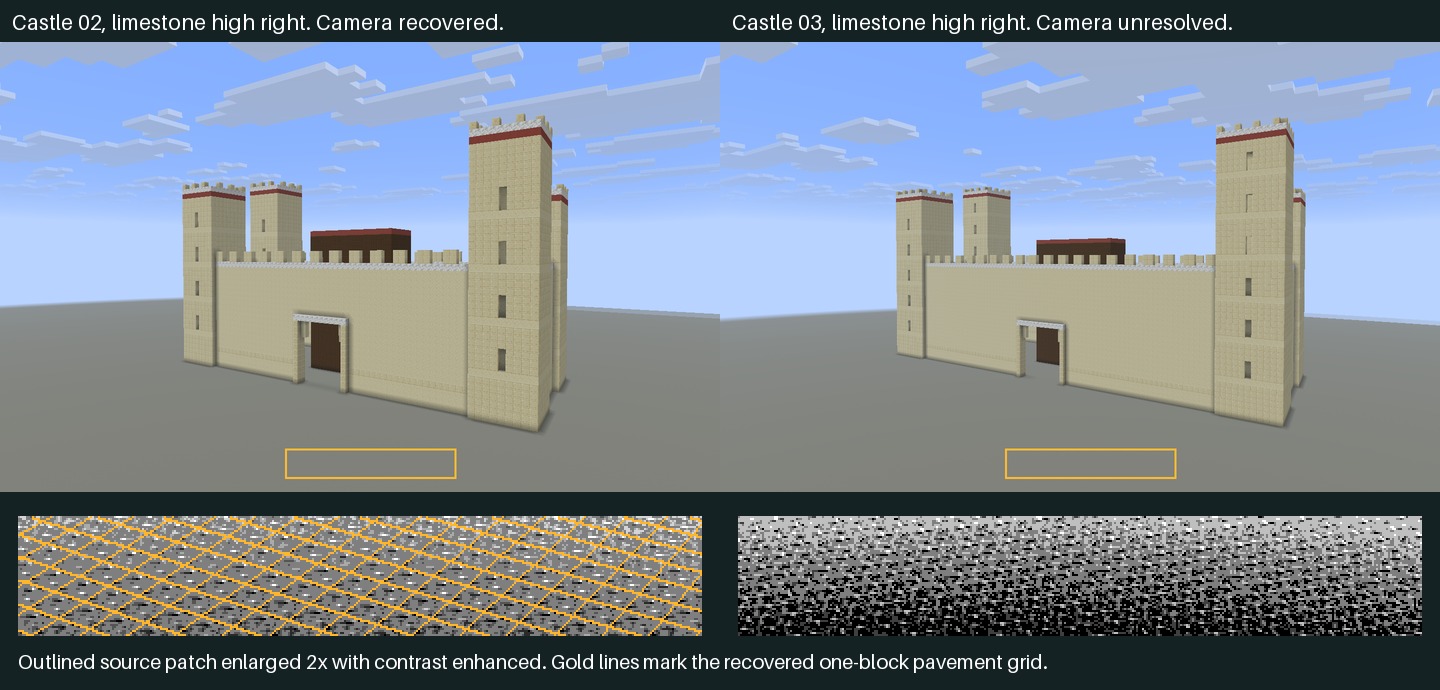 Castle 02, limestone high right. Camera recovered.
Castle 03, limestone high right. Camera unresolved.
Outlined source patch enlarged 2x with contrast enhanced. Gold lines mark the recovered one-block pavement grid.